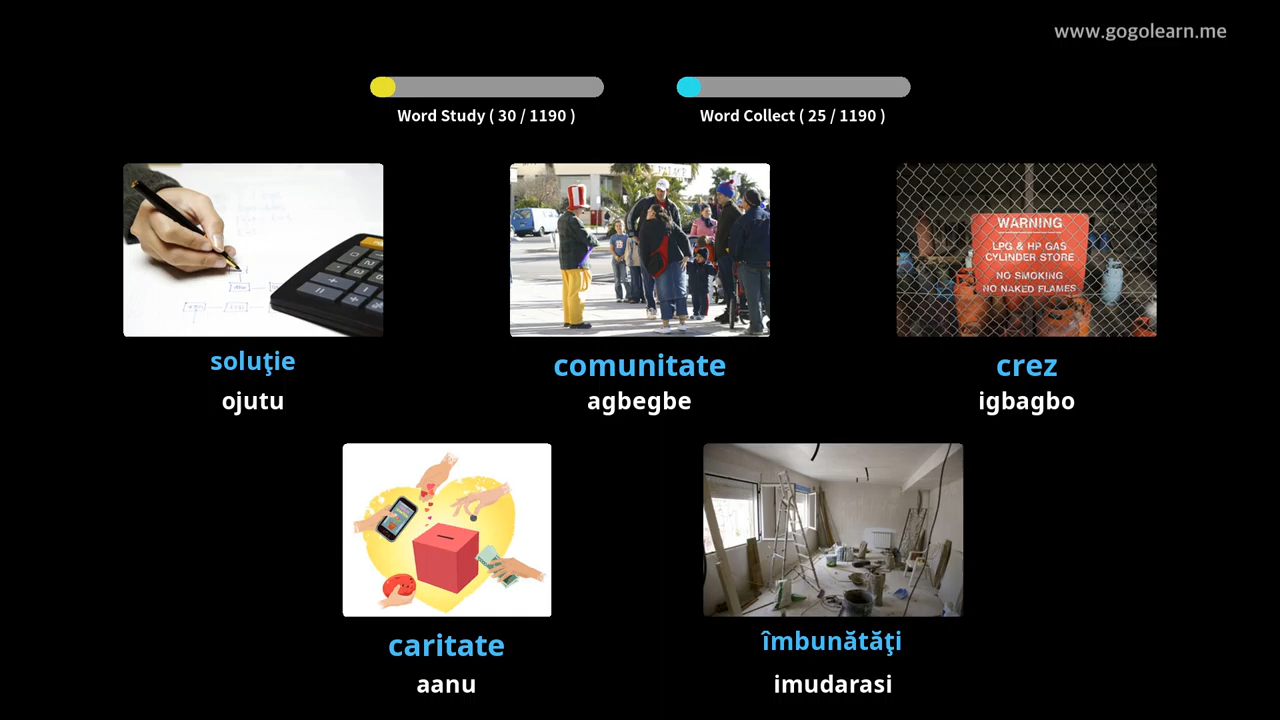 www.gogolearn.me
Word Study ( 30 / 1190 )
Word Collect ( 25 / 1190 )
WARNING
LPG & HP GAS
CYLINDER STORE
NO SMOKING
NO NAKED FLAMES
soluţie
comunitate
crez
ojutu
agbegbe
igbagbo
caritate
îmbunătăţi
aanu
imudarasi